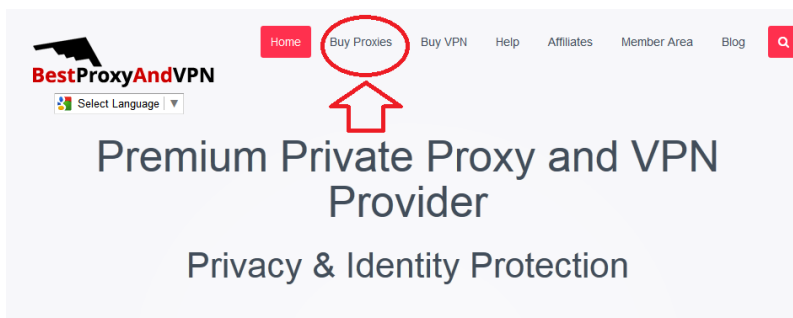 Home Buy Proxies Buy VPN Help Affiliates Member Area Blog
BestProxyAndVPN
Select Language
Premium Private Proxy and VPN
Provider
Privacy & Identity Protection